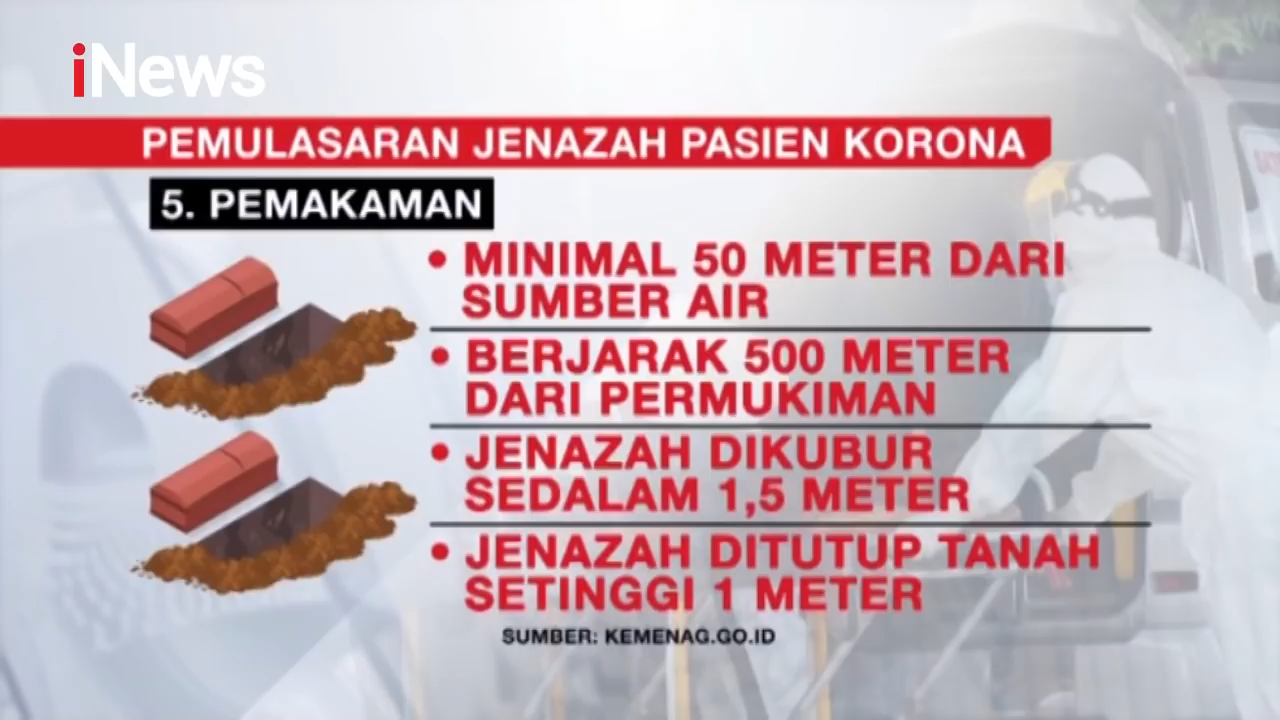 iNews
PEMULASARAN JENAZAH PASIEN KORONA
5. PEMAKAMAN
• MINIMAL 50 METER DARI
SUMBER AIR
• BERJARAK 500 METER
DARI PERMUKIMAN
• JENAZAH DIKUBUR
SEDALAM 1,5 METER
• JENAZAH DITUTUP TANAH
SETINGGI 1 METER
SUMBER: KEMENAG.GO.ID